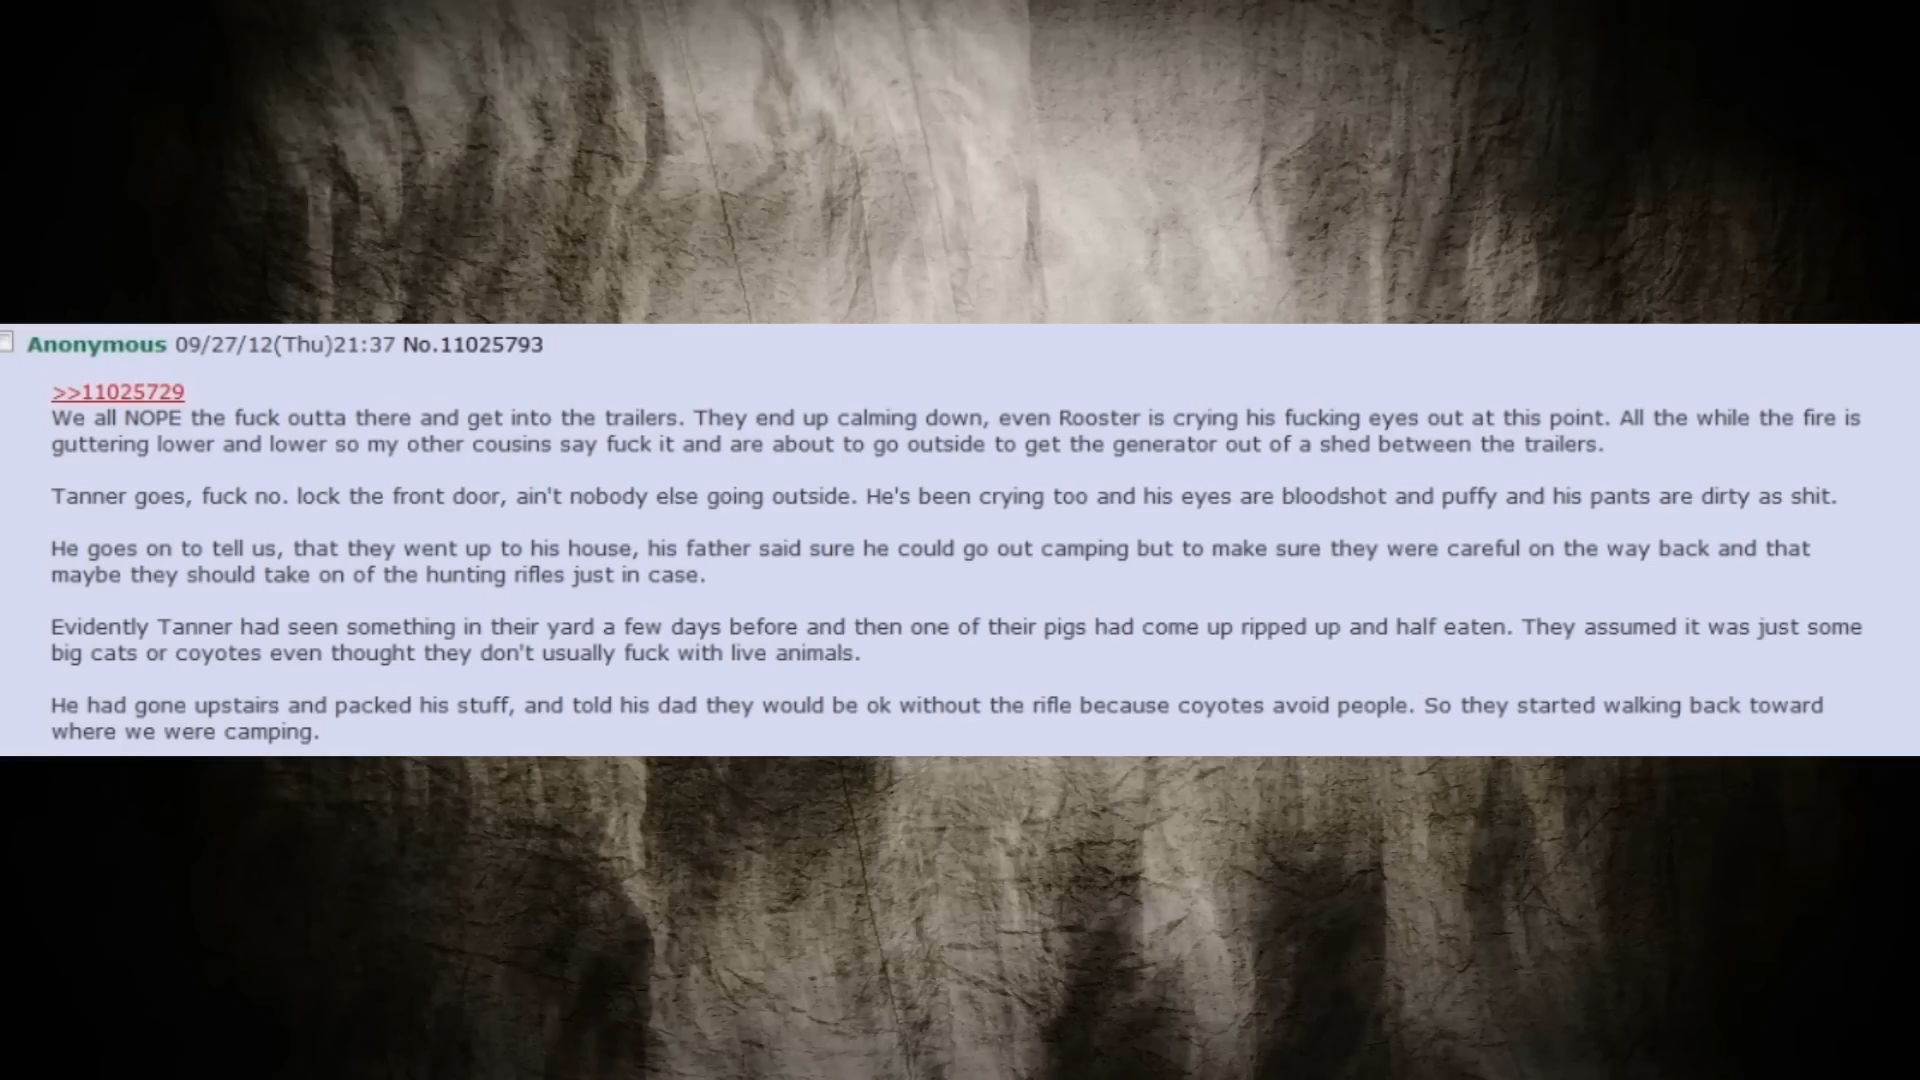 Anonymous 09/27/12(Thu)21:37 No.11025793
>>11025729
We all NOPE the fuck outta there and get into the trailers. They end up calming down, even Rooster is crying his fucking eyes out at this point. All the while the fire is
guttering lower and lower so my other cousins say fuck it and are about to go outside to get the generator out of a shed between the trailers.
Tanner goes, fuck no. lock the front door, ain't nobody else going outside. He's been crying too and his eyes are bloodshot and puffy and his pants are dirty as shit.
He goes on to tell us, that they went up to his house, his father said sure he could go out camping but to make sure they were careful on the way back and that
maybe they should take on of the hunting rifles just in case.
Evidently Tanner had seen something in their yard a few days before and then one of their pigs had come up ripped up and half eaten. They assumed it was just some
big cats or coyotes even thought they don't usually fuck with live animals.
He had gone upstairs and packed his stuff, and told his dad they would be ok without the rifle because coyotes avoid people. So they started walking back toward
where we were camping.